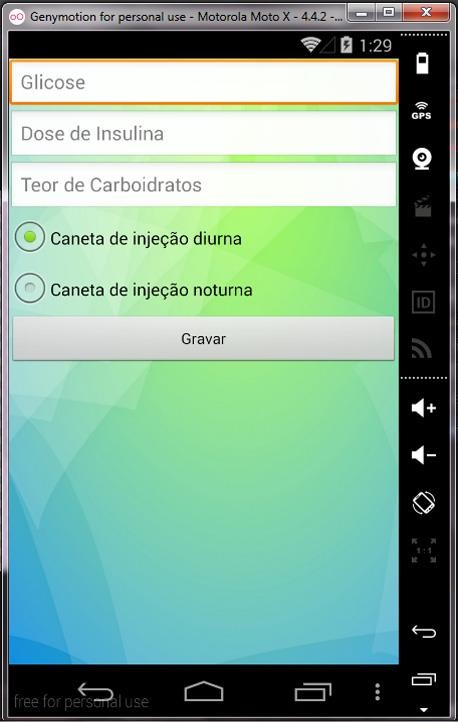 Genymotion for personal use - Motorola Moto X - 4.4.2 -...
1:29
Glicose
GPS
Dose de Insulina
Teor de Carboidratos
Caneta de injeção diurna
Caneta de injeção noturna
ID
Gravar
1:1
free for personal use